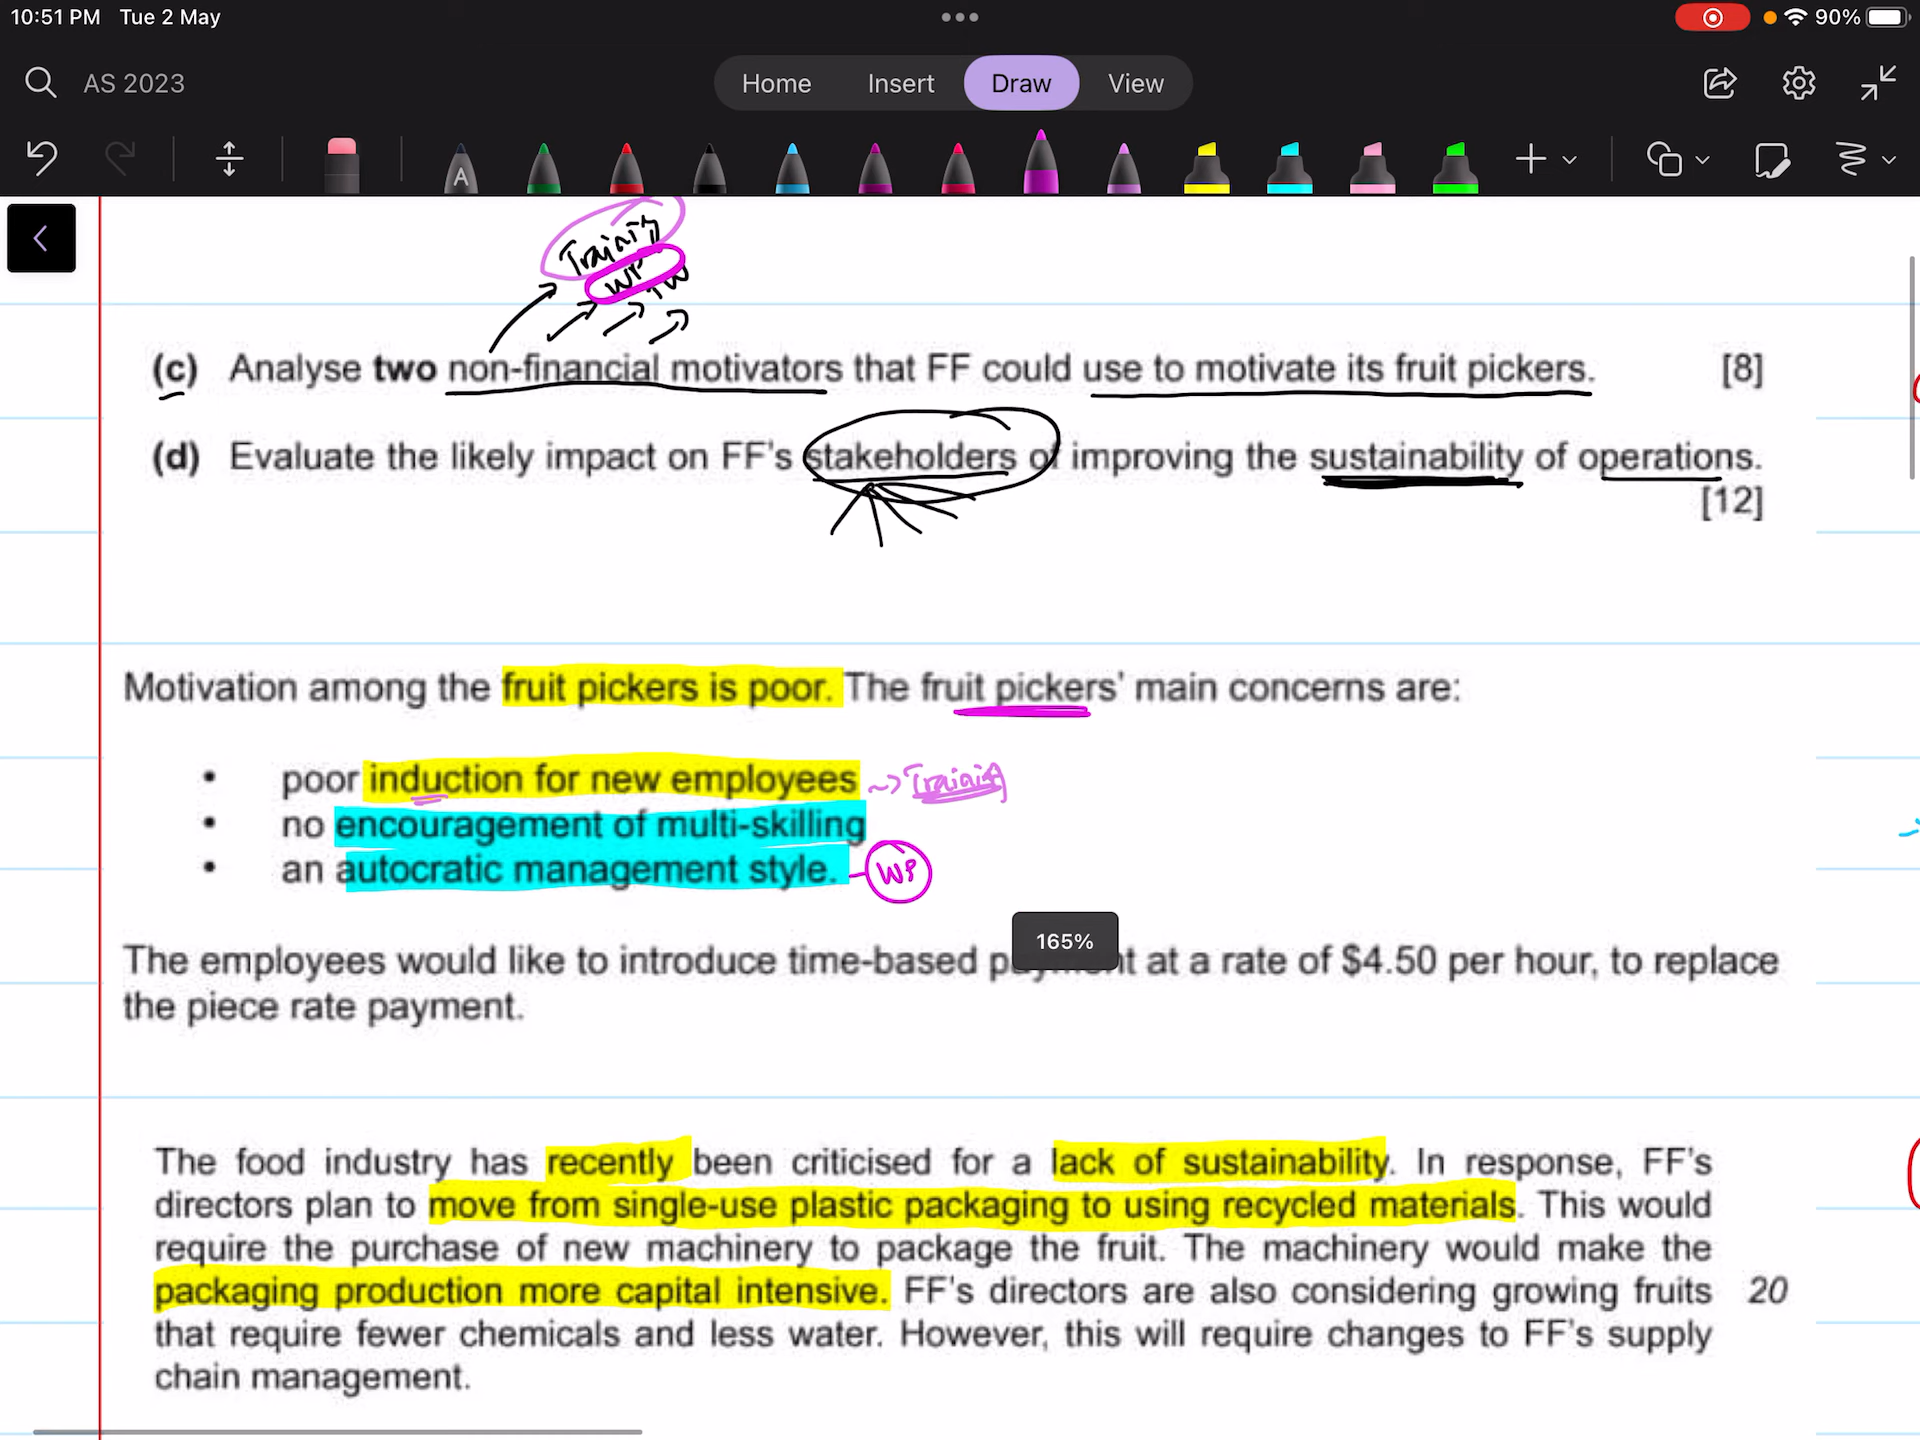 10:51 PM Tue 2 May
90%
AS 2023
Home Insert Draw View
A
Training
WP TW
(c) Analyse two non-financial motivators that FF could use to motivate its fruit pickers. [8]
(d) Evaluate the likely impact on FF's stakeholders of improving the sustainability of operations.
[12]
Motivation among the fruit pickers is poor. The fruit pickers' main concerns are:
• poor induction for new employees ~> Training
• no encouragement of multi-skilling
• an autocratic management style. WP
165%
The employees would like to introduce time-based payment at a rate of $4.50 per hour, to replace
the piece rate payment.
The food industry has recently been criticised for a lack of sustainability. In response, FF's
directors plan to move from single-use plastic packaging to using recycled materials. This would
require the purchase of new machinery to package the fruit. The machinery would make the
packaging production more capital intensive. FF's directors are also considering growing fruits 20
that require fewer chemicals and less water. However, this will require changes to FF's supply
chain management.